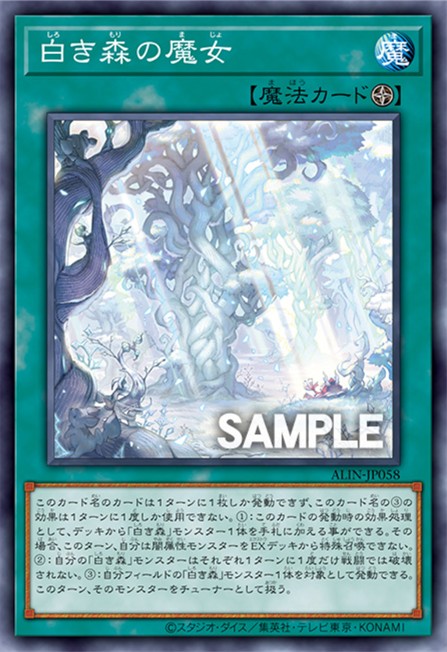 白き森の魔女
魔
【魔法カード】
SAMPLE
ALIN-JP058
このカード名のカードは1ターンに1枚しか発動できず、このカード名の③の
効果は1ターンに1度しか使用できない。①:このカードの発動時の効果処理
として、デッキから「白き森」モンスター1体を手札に加える事ができる。その
場合、このターン、自分は闇属性モンスターをEXデッキから特殊召喚できない。
②:自分の「白き森」モンスターはそれぞれ1ターンに1度だけ戦闘では破壊
されない。③:自分フィールドの「白き森」モンスター1体を対象として発動できる。
このターン、そのモンスターをチューナーとして扱う。
©スタジオ・ダイス/集英社・テレビ東京・KONAMI